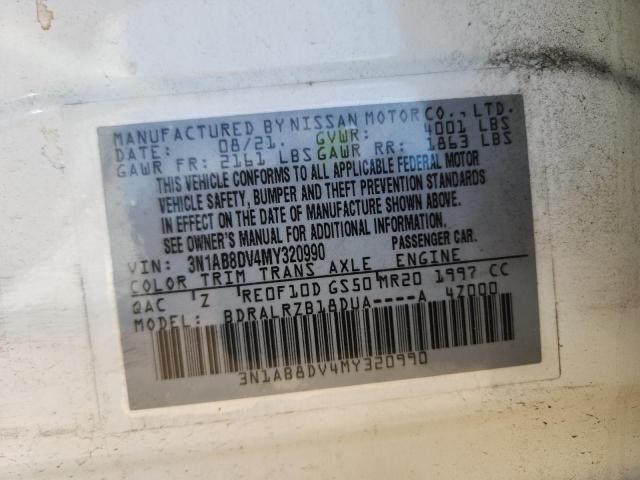 MANUFACTURED BY NISSAN MOTOR CO., LTD.
DATE: 08/21. GVWR: 4001 LBS
GAWR FR: 2161 LBS GAWR RR: 1863 LBS
THIS VEHICLE CONFORMS TO ALL APPLICABLE FEDERAL MOTOR
VEHICLE SAFETY, BUMPER AND THEFT PREVENTION STANDARDS
IN EFFECT ON THE DATE OF MANUFACTURE SHOWN ABOVE.
SEE OWNER'S MANUAL FOR ADDITIONAL INFORMATION.
VIN: 3N1AB8DV4MY320990 PASSENGER CAR.
COLOR TRIM TRANS AXLE ENGINE
QAC Z RE0F10D GS50 MR20 1997 CC
MODEL: BDRALRZB18DUA----A 4Z000
3N1AB8DV4MY320990